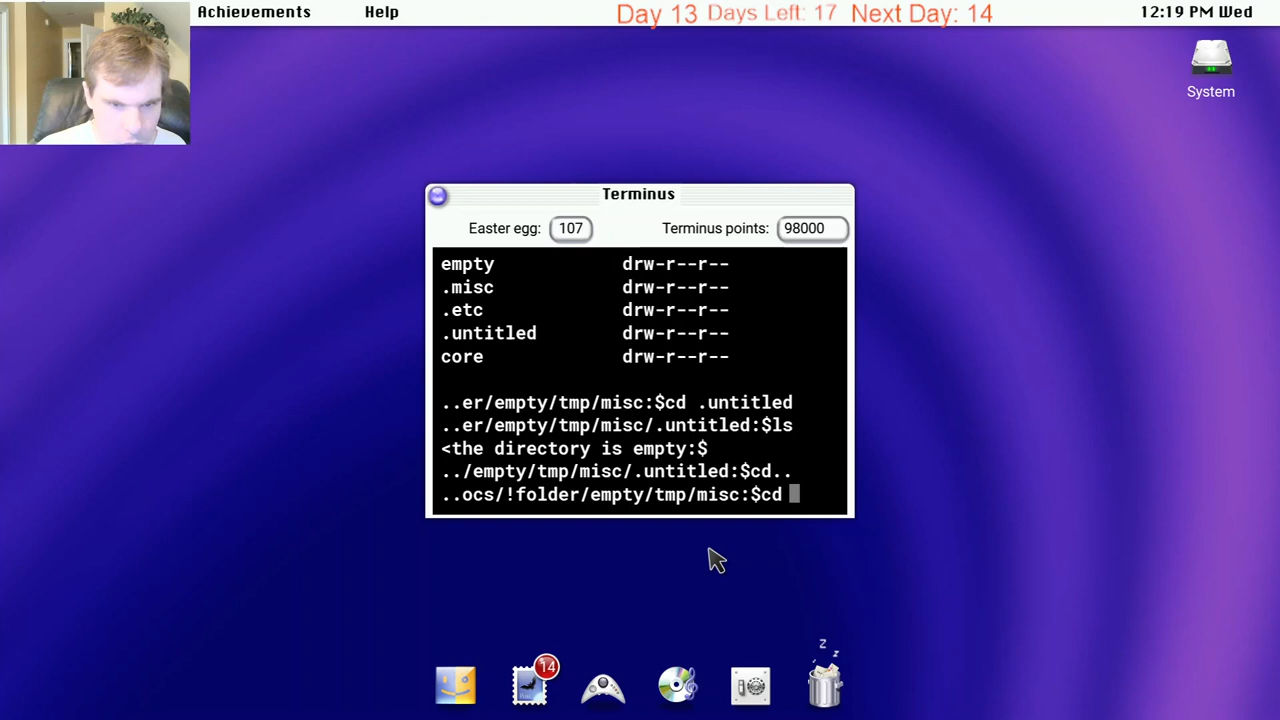 Achievements Help Day 13 Days Left: 17 Next Day: 14 12:19 PM Wed
System
Terminus
Easter egg: 107 Terminus points: 98000
empty drw-r--r--
.misc drw-r--r--
.etc drw-r--r--
.untitled drw-r--r--
core drw-r--r--
..er/empty/tmp/misc:$cd .untitled
..er/empty/tmp/misc/.untitled:$ls
<the directory is empty:$
../empty/tmp/misc/.untitled:$cd..
..ocs/!folder/empty/tmp/misc:$cd
z
z
14